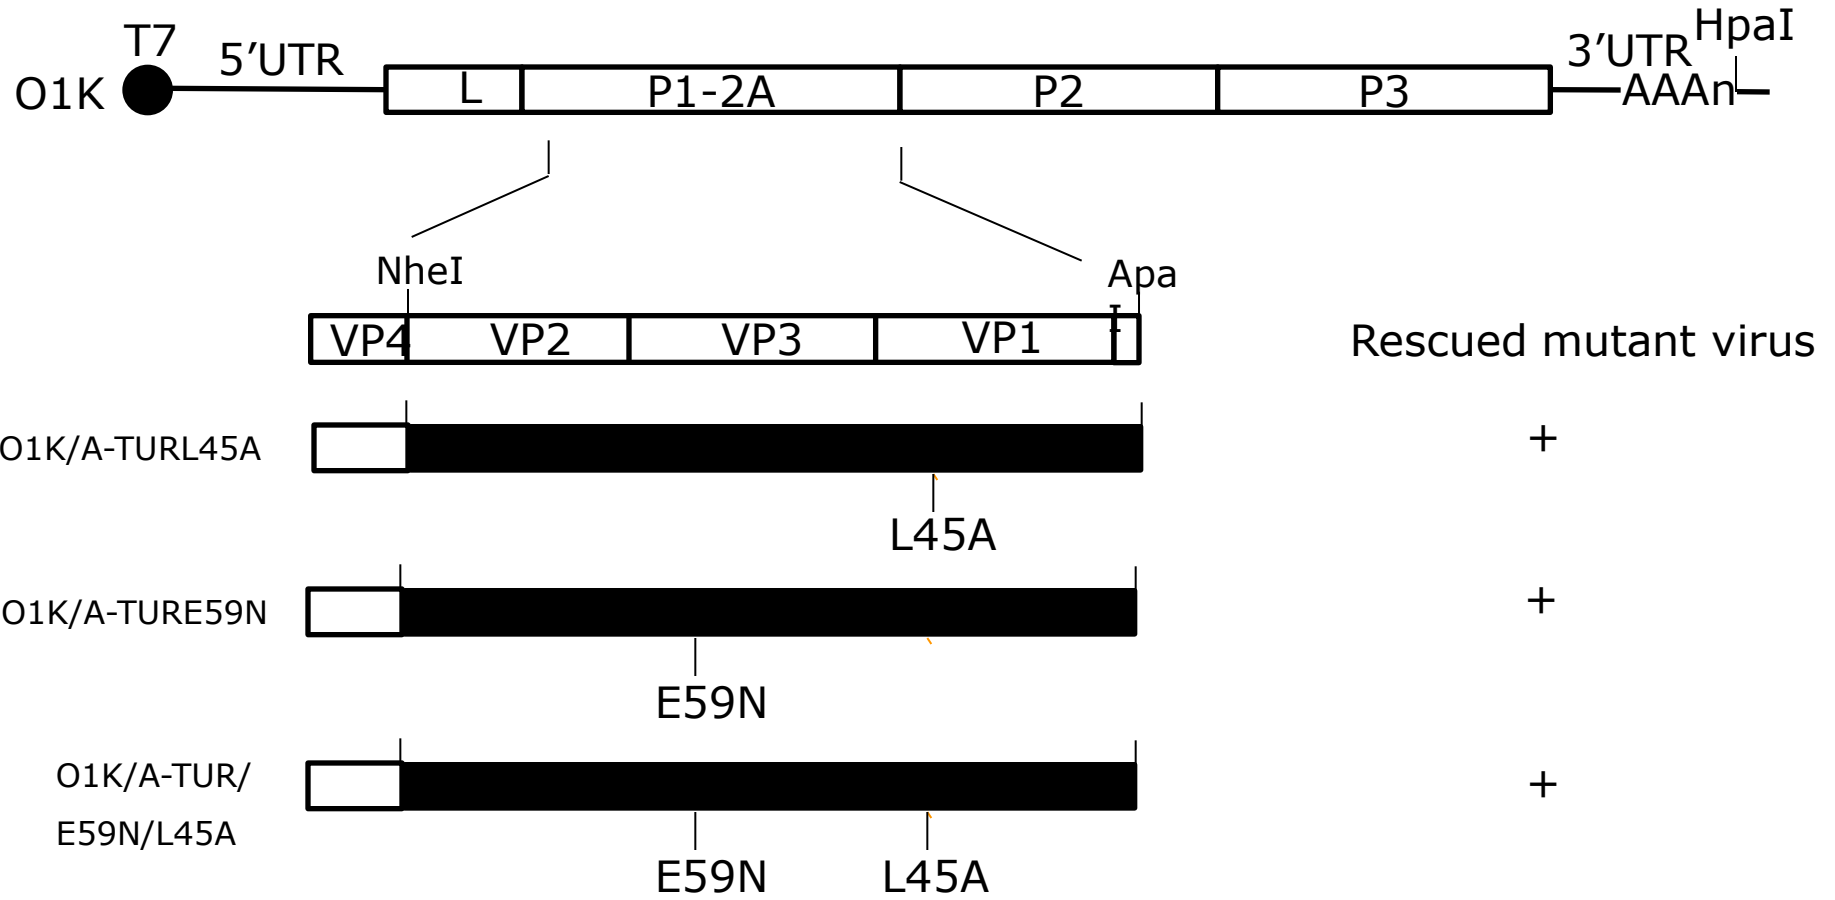 T7
5’UTR
3’UTR
HpaI
O1K
L
P1-2A
P2
P3
AAAn
NheI
Apa
I
VP4
VP2
VP3
VP1
Rescued mutant virus
O1K/A-TURL45A
+
L45A
O1K/A-TURE59N
+
E59N
O1K/A-TUR/
E59N/L45A
+
E59N
L45A